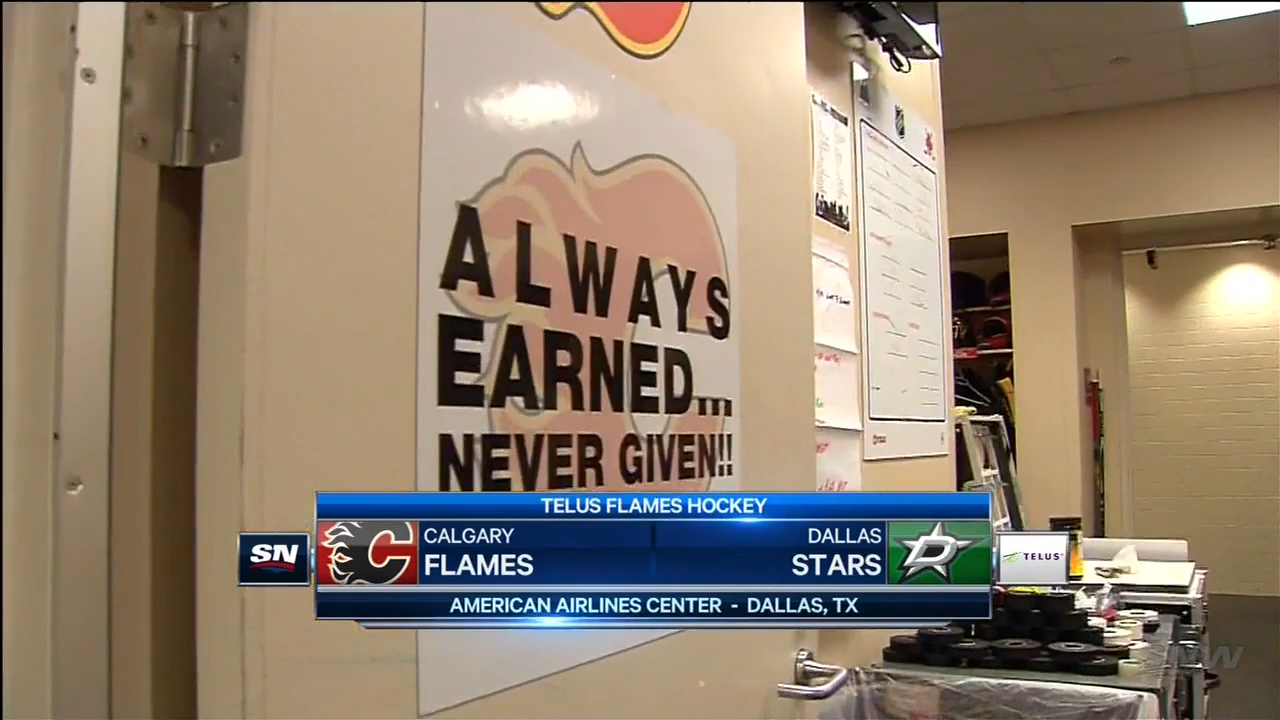 ALWAYS
EARNED...
NEVER GIVEN!!
TELUS FLAMES HOCKEY
SN
CALGARY
FLAMES
DALLAS
STARS
TELUS
AMERICAN AIRLINES CENTER - DALLAS, TX